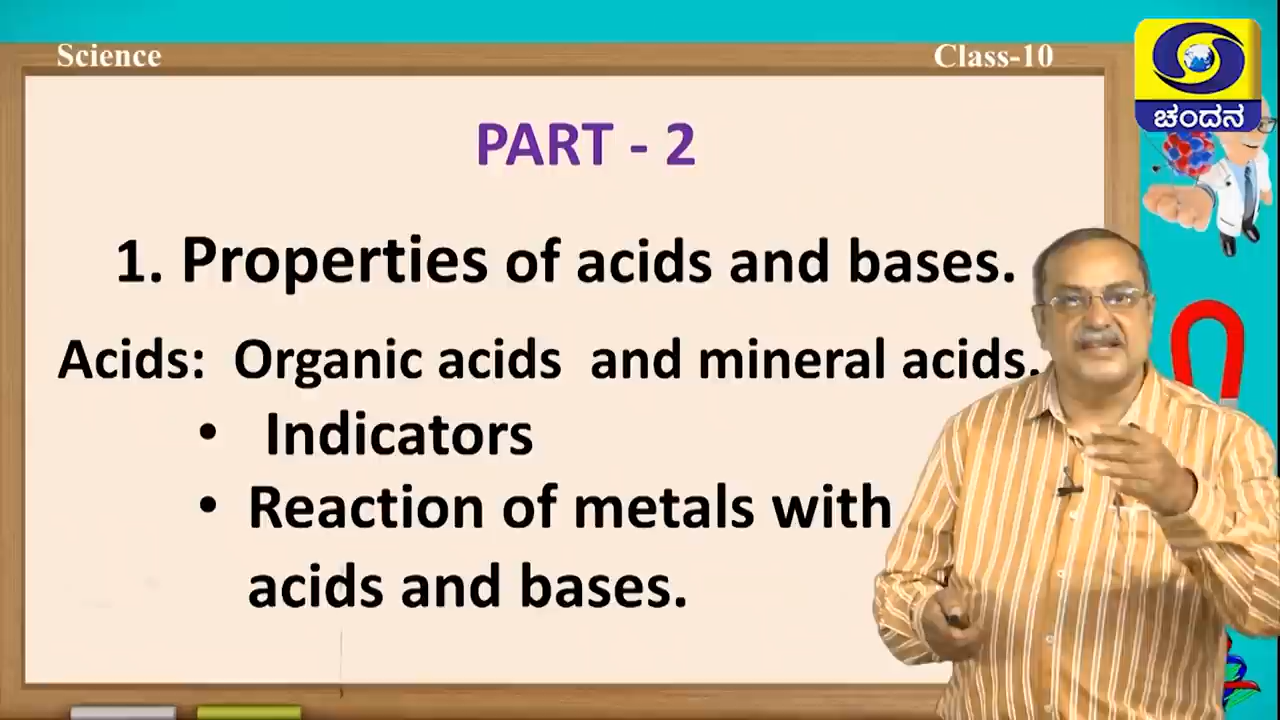 Science
Class-10
ಚಂದನ
PART - 2
1. Properties of acids and bases.
Acids: Organic acids and mineral acids.
• Indicators
• Reaction of metals with
acids and bases.